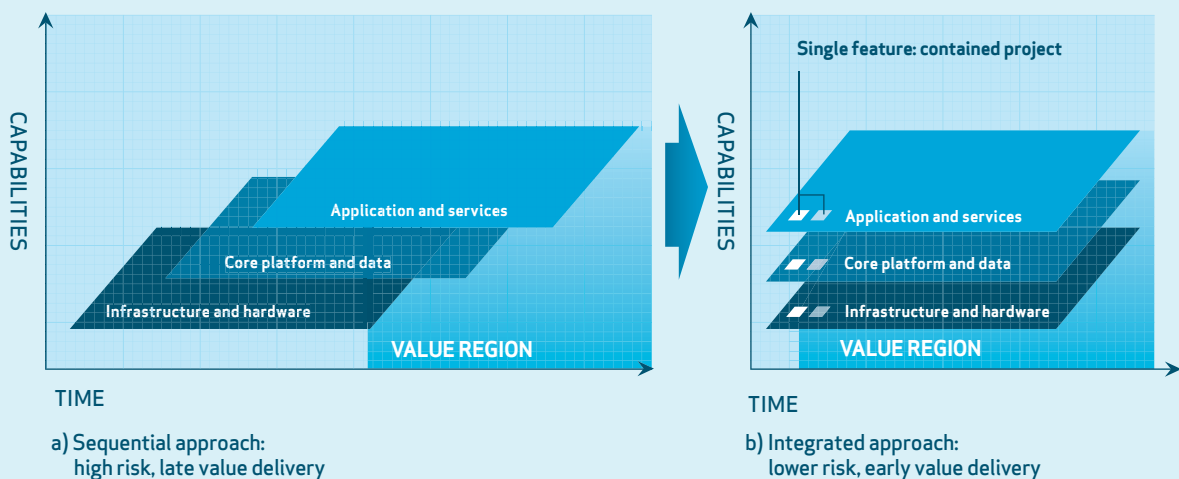 CAPABILITIES
Application and services
Core platform and data
Infrastructure and hardware
VALUE REGION
TIME
a) Sequential approach:
high risk, late value delivery
Single feature: contained project
CAPABILITIES
Application and services
Core platform and data
Infrastructure and hardware
VALUE REGION
TIME
b) Integrated approach:
lower risk, early value delivery